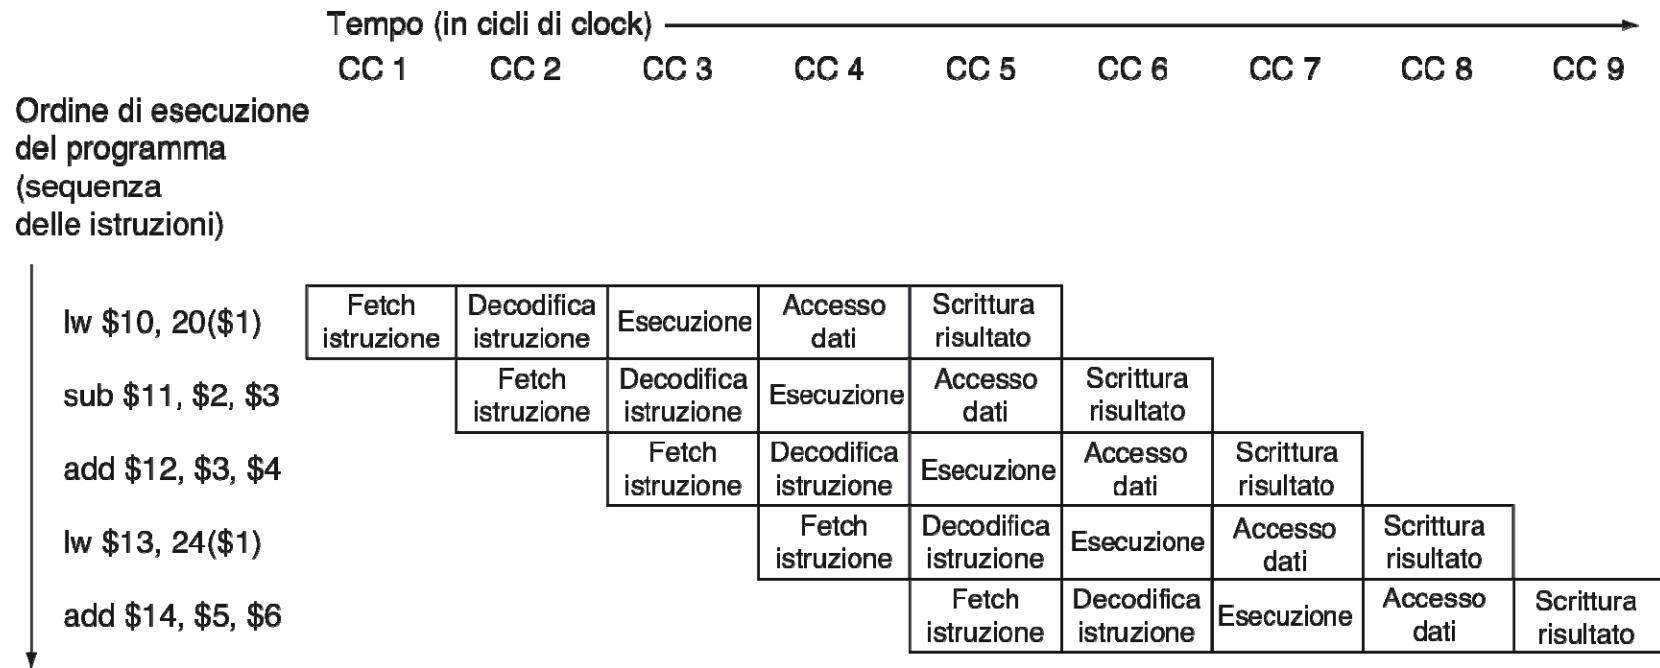 Tempo (in cicli di clock)
CC 1 CC 2 CC 3 CC 4 CC 5 CC 6 CC 7 CC 8 CC 9
Ordine di esecuzione
del programma
(sequenza
delle istruzioni)
lw $10, 20($1)
Fetch
istruzione
Decodifica
istruzione
Esecuzione
Accesso
dati
Scrittura
risultato
sub $11, $2, $3
Fetch
istruzione
Decodifica
istruzione
Esecuzione
Accesso
dati
Scrittura
risultato
add $12, $3, $4
Fetch
istruzione
Decodifica
istruzione
Esecuzione
Accesso
dati
Scrittura
risultato
lw $13, 24($1)
Fetch
istruzione
Decodifica
istruzione
Esecuzione
Accesso
dati
Scrittura
risultato
add $14, $5, $6
Fetch
istruzione
Decodifica
istruzione
Esecuzione
Accesso
dati
Scrittura
risultato